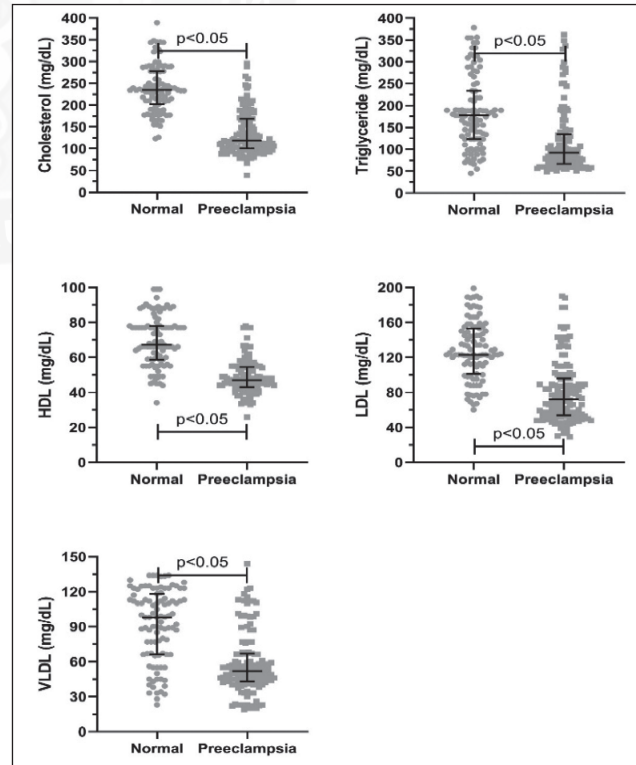 Cholesterol (mg/dL)
400
350
300
250
200
150
100
50
0
p<0.05
Normal Preeclampsia
Triglyceride (mg/dL)
400
350
300
250
200
150
100
50
0
p<0.05
Normal Preeclampsia
HDL (mg/dL)
100
80
60
40
20
0
p<0.05
Normal Preeclampsia
LDL (mg/dL)
200
160
120
80
40
0
p<0.05
Normal Preeclampsia
VLDL (mg/dL)
150
120
90
60
30
0
p<0.05
Normal Preeclampsia